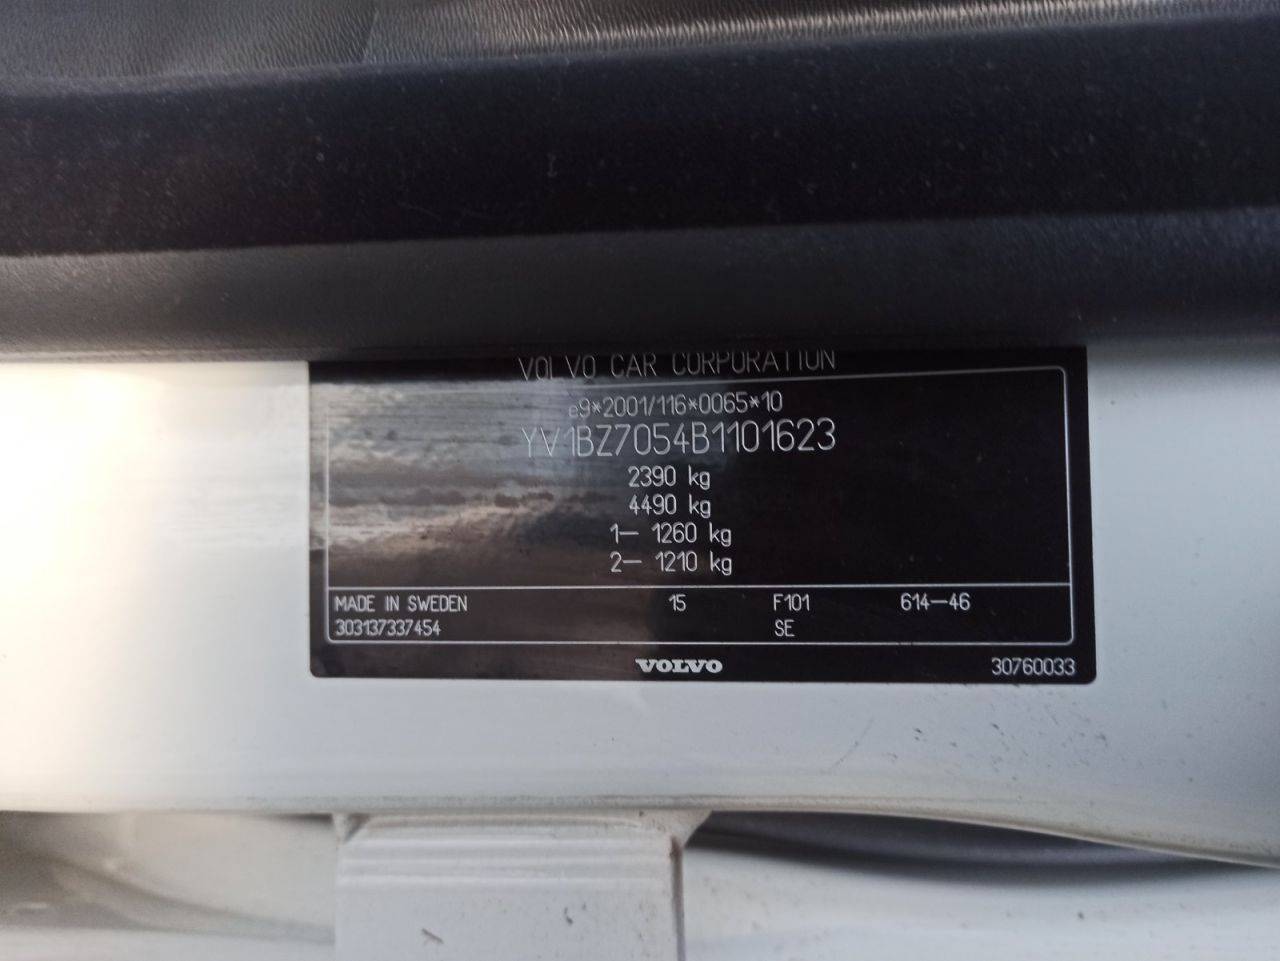 VOLVO CAR CORPORATION
e9*2001/116*0065*10
YV1BZ7054B1101623
2390 kg
4490 kg
1— 1260 kg
2— 1210 kg
MADE IN SWEDEN 15 F101 614—46
303137337454 SE
VOLVO 30760033